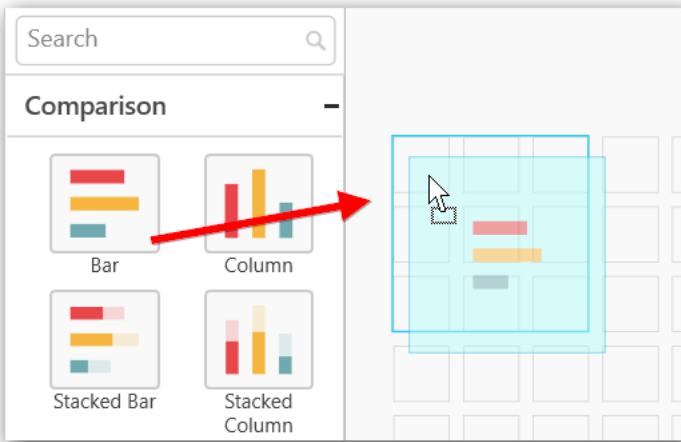 Search
Comparison
Bar
Column
Stacked Bar
Stacked
Column